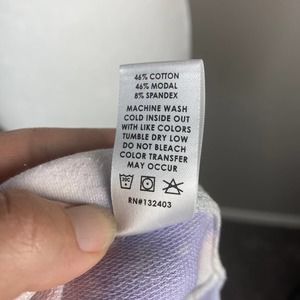 46% COTTON
46% MODAL
8% SPANDEX
MACHINE WASH
COLD INSIDE OUT
WITH LIKE COLORS
TUMBLE DRY LOW
DO NOT BLEACH
COLOR TRANSFER
MAY OCCUR
30C
RN#132403